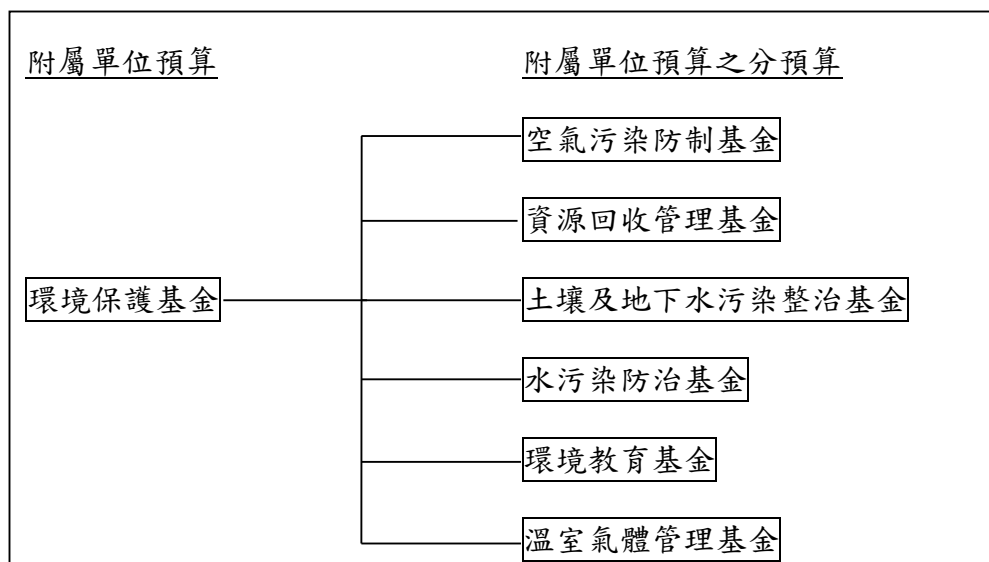 附屬單位預算
附屬單位預算之分預算
空氣污染防制基金
資源回收管理基金
環境保護基金
土壤及地下水污染整治基金
水污染防治基金
環境教育基金
溫室氣體管理基金